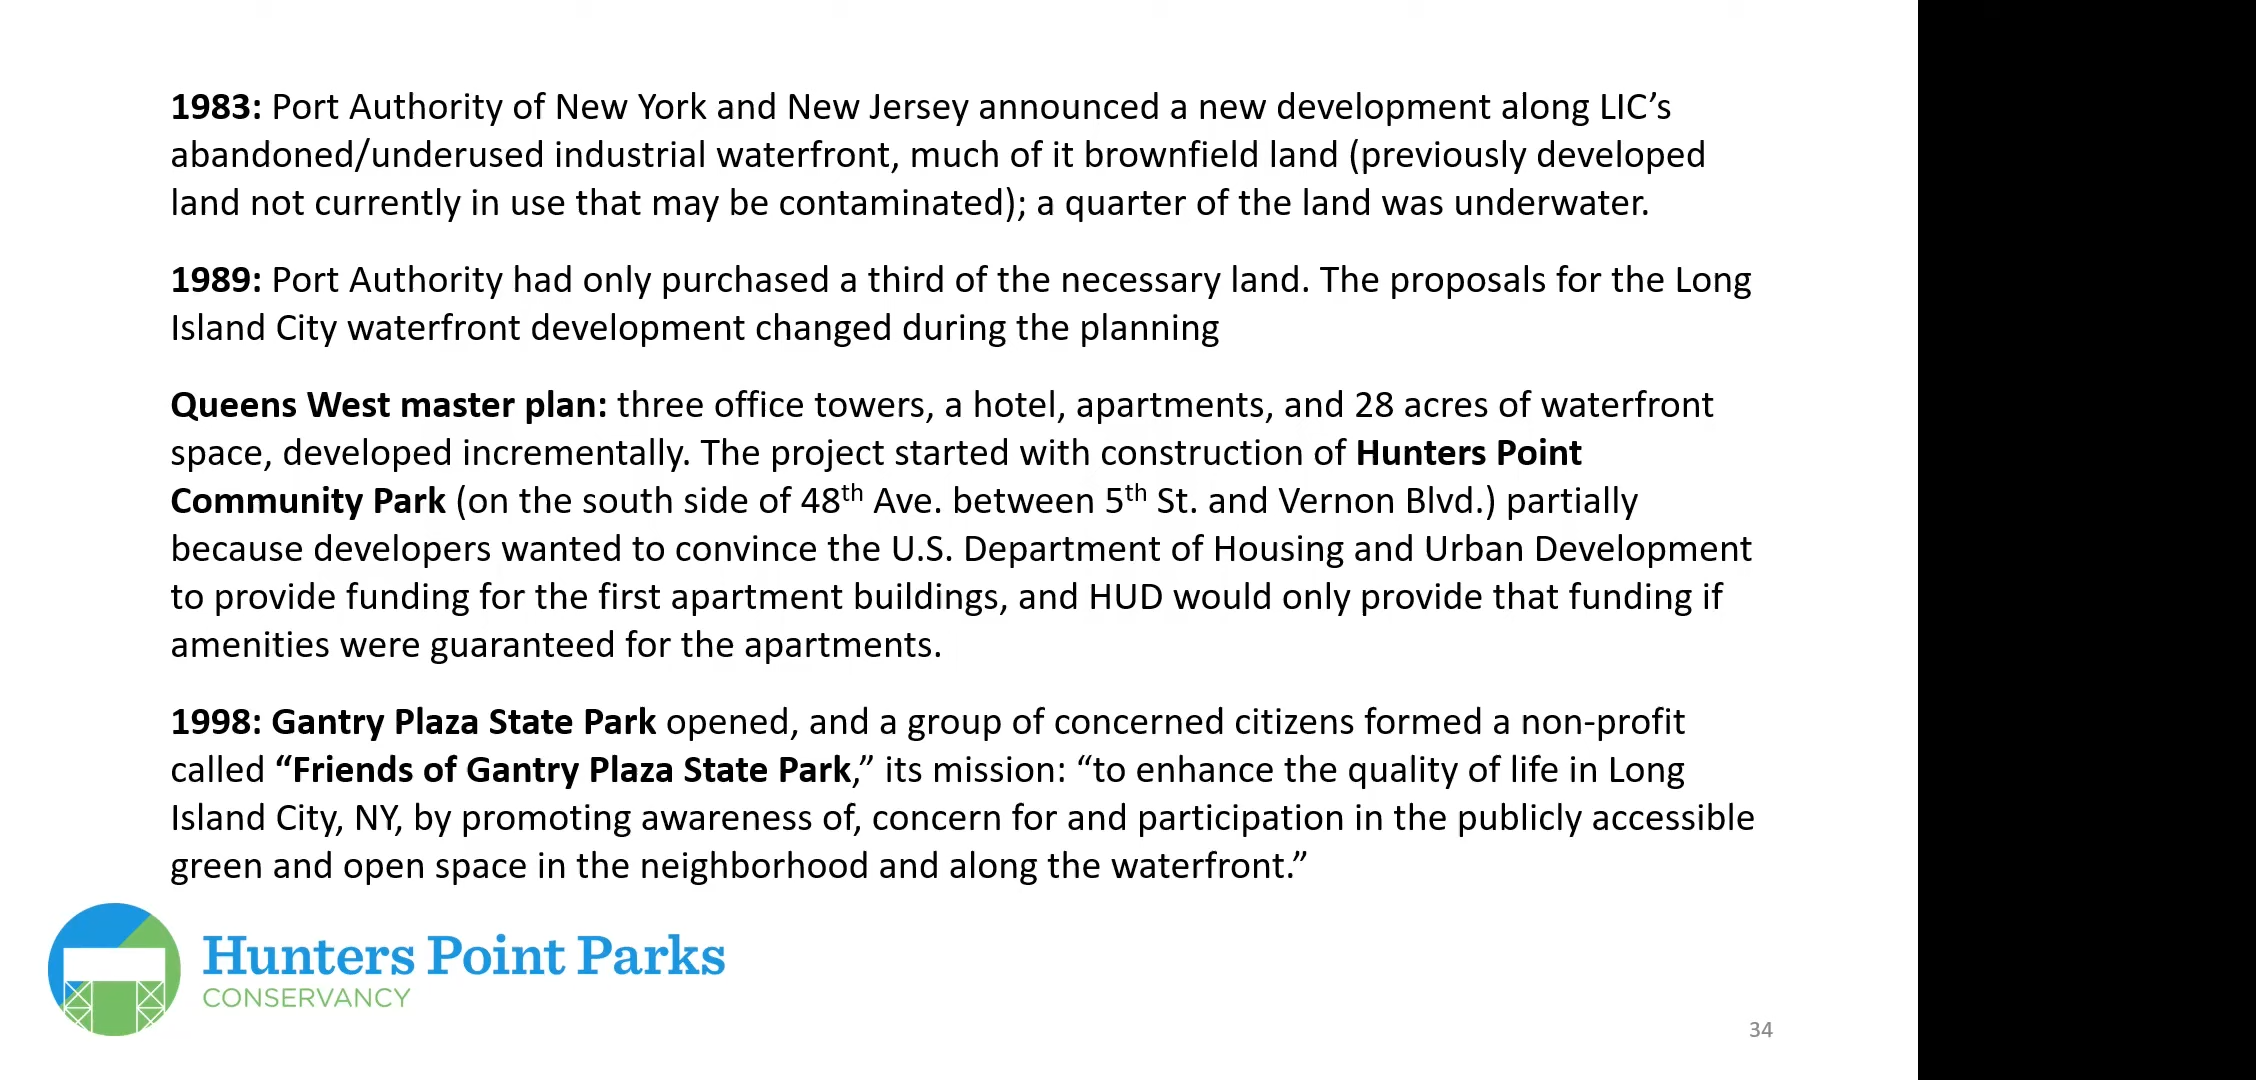 1983: Port Authority of New York and New Jersey announced a new development along LIC’s
abandoned/underused industrial waterfront, much of it brownfield land (previously developed
land not currently in use that may be contaminated); a quarter of the land was underwater.
1989: Port Authority had only purchased a third of the necessary land. The proposals for the Long
Island City waterfront development changed during the planning
Queens West master plan: three office towers, a hotel, apartments, and 28 acres of waterfront
space, developed incrementally. The project started with construction of Hunters Point
Community Park (on the south side of 48th Ave. between 5th St. and Vernon Blvd.) partially
because developers wanted to convince the U.S. Department of Housing and Urban Development
to provide funding for the first apartment buildings, and HUD would only provide that funding if
amenities were guaranteed for the apartments.
1998: Gantry Plaza State Park opened, and a group of concerned citizens formed a non-profit
called “Friends of Gantry Plaza State Park,” its mission: “to enhance the quality of life in Long
Island City, NY, by promoting awareness of, concern for and participation in the publicly accessible
green and open space in the neighborhood and along the waterfront.”
Hunters Point Parks
CONSERVANCY
34